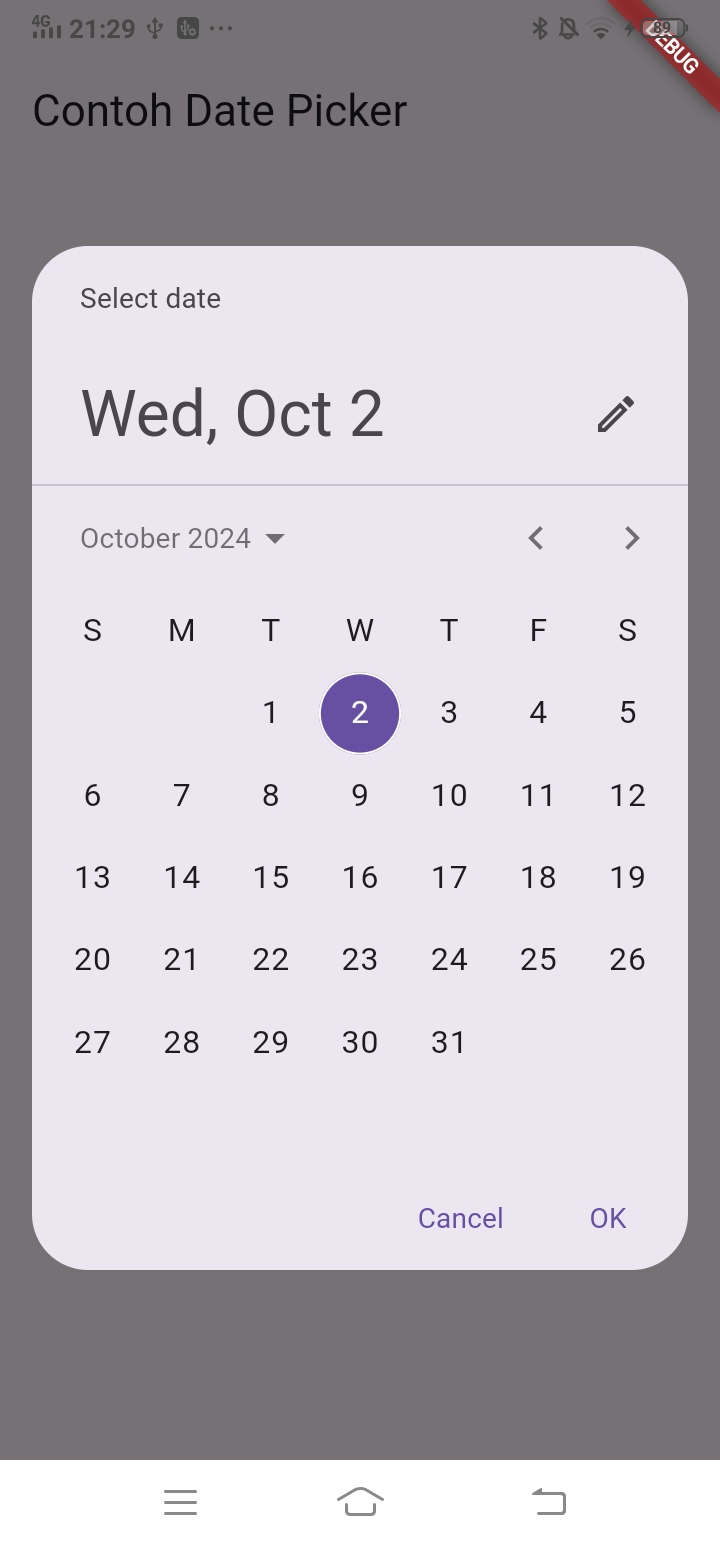 4G 21:29 89
DEBUG
Contoh Date Picker
Select date
Wed, Oct 2
October 2024
S M T W T F S
1 2 3 4 5
6 7 8 9 10 11 12
13 14 15 16 17 18 19
20 21 22 23 24 25 26
27 28 29 30 31
Cancel OK